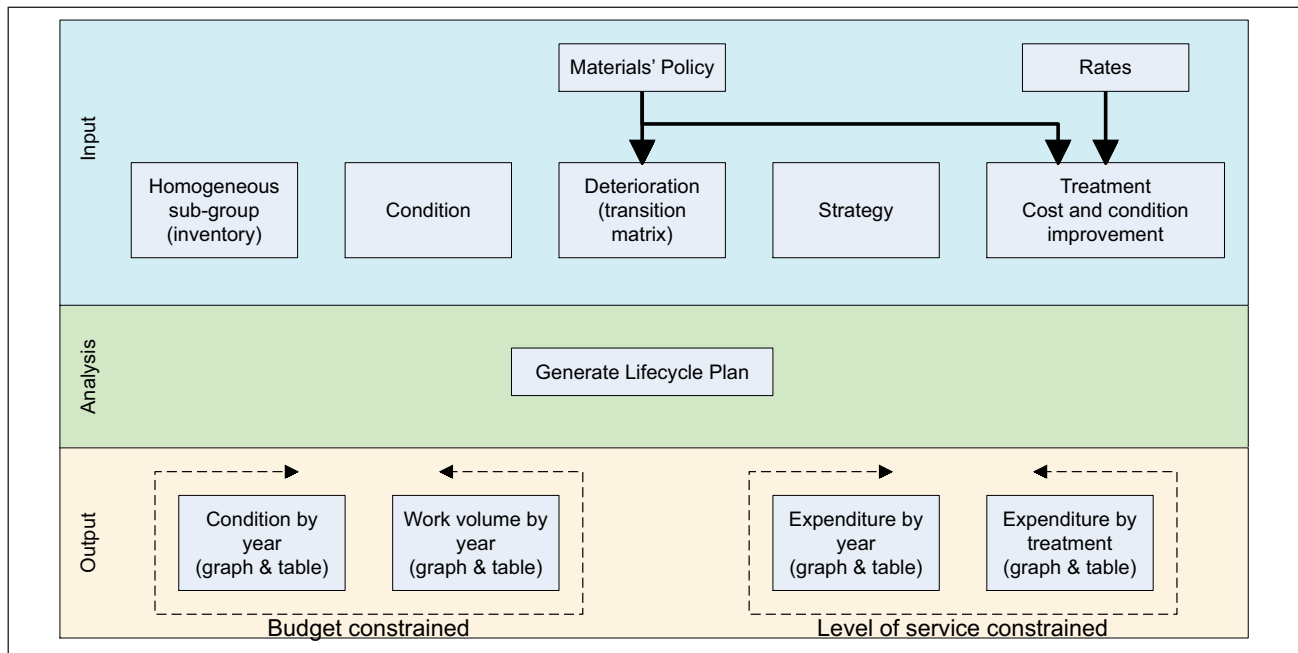 Input
Materials’ Policy
Rates
Homogeneous
sub-group
(inventory)
Condition
Deterioration
(transition
matrix)
Strategy
Treatment
Cost and condition
improvement
Analysis
Generate Lifecycle Plan
Output
Condition by
year
(graph & table)
Work volume by
year
(graph & table)
Expenditure by
year
(graph & table)
Expenditure by
treatment
(graph & table)
Budget constrained
Level of service constrained